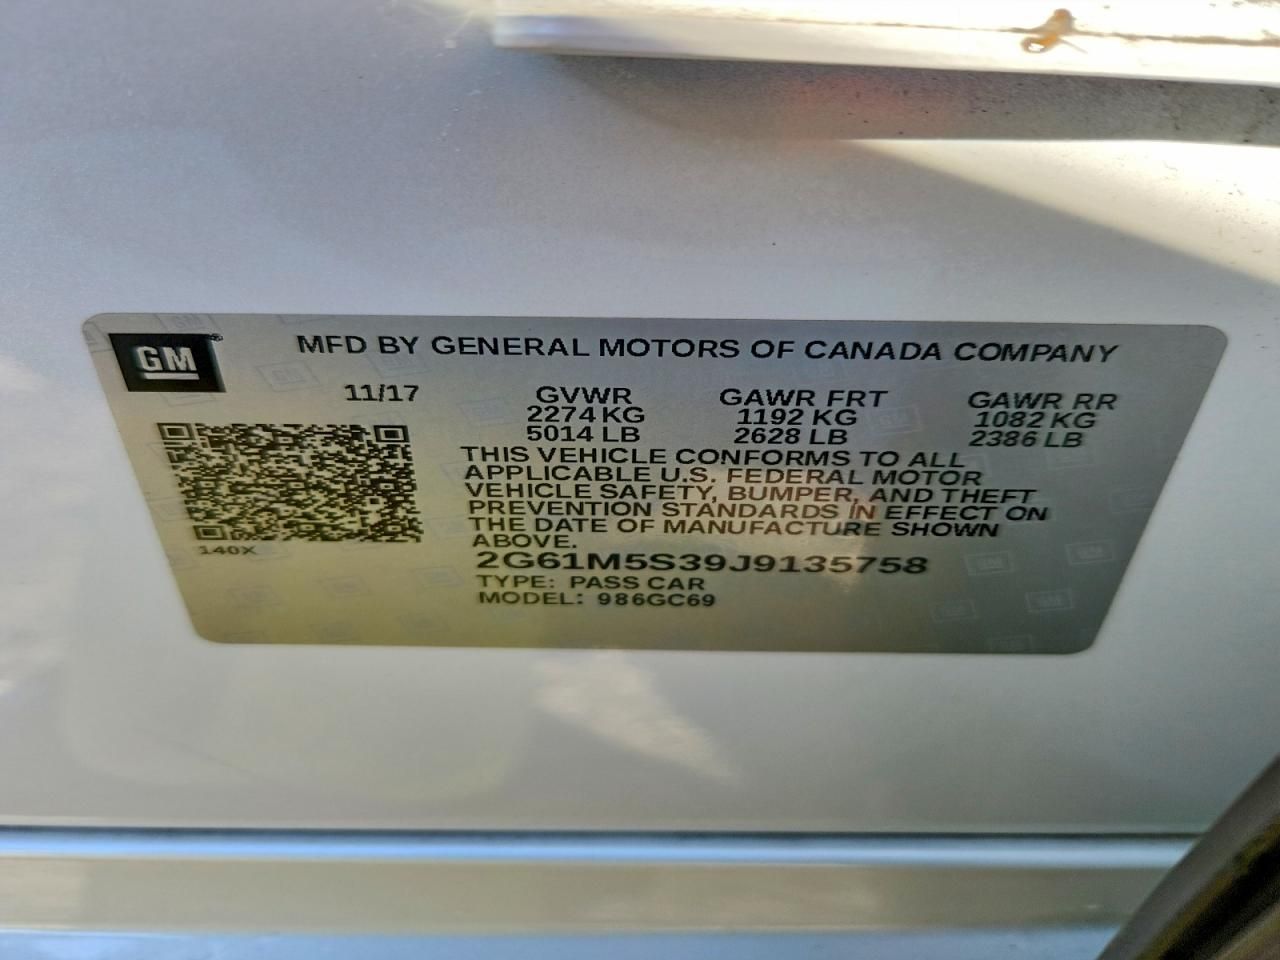 GM
MFD BY GENERAL MOTORS OF CANADA COMPANY
11/17 GVWR GAWR FRT GAWR RR
2274 KG 1192 KG 1082 KG
5014 LB 2628 LB 2386 LB
THIS VEHICLE CONFORMS TO ALL
APPLICABLE U.S. FEDERAL MOTOR
VEHICLE SAFETY, BUMPER, AND THEFT
PREVENTION STANDARDS IN EFFECT ON
THE DATE OF MANUFACTURE SHOWN
ABOVE.
140X
2G61M5S39J9135758
TYPE: PASS CAR
MODEL: 986GC69